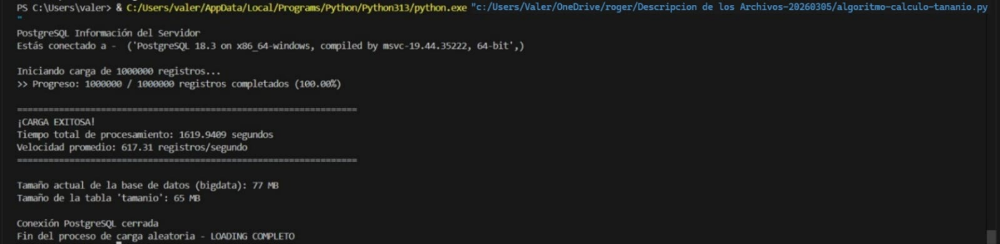 PS C:\Users\valer> & C:/Users/valer/AppData/Local/Programs/Python/Python313/python.exe "c:/Users/Valer/OneDrive/roger/Descripcion de los Archivos-20260305/algoritmo-calculo-tananio.py
"
PostgreSQL Información del Servidor
Estás conectado a -  ('PostgreSQL 18.3 on x86_64-windows, compiled by msvc-19.44.35222, 64-bit',)
Iniciando carga de 1000000 registros...
>> Progreso: 1000000 / 1000000 registros completados (100.00%)
=================================================================
¡CARGA EXITOSA!
Tiempo total de procesamiento: 1619.9409 segundos
Velocidad promedio: 617.31 registros/segundo
=================================================================
Tamaño actual de la base de datos (bigdata): 77 MB
Tamaño de la tabla 'tamanio': 65 MB
Conexión PostgreSQL cerrada
Fin del proceso de carga aleatoria - LOADING COMPLETO